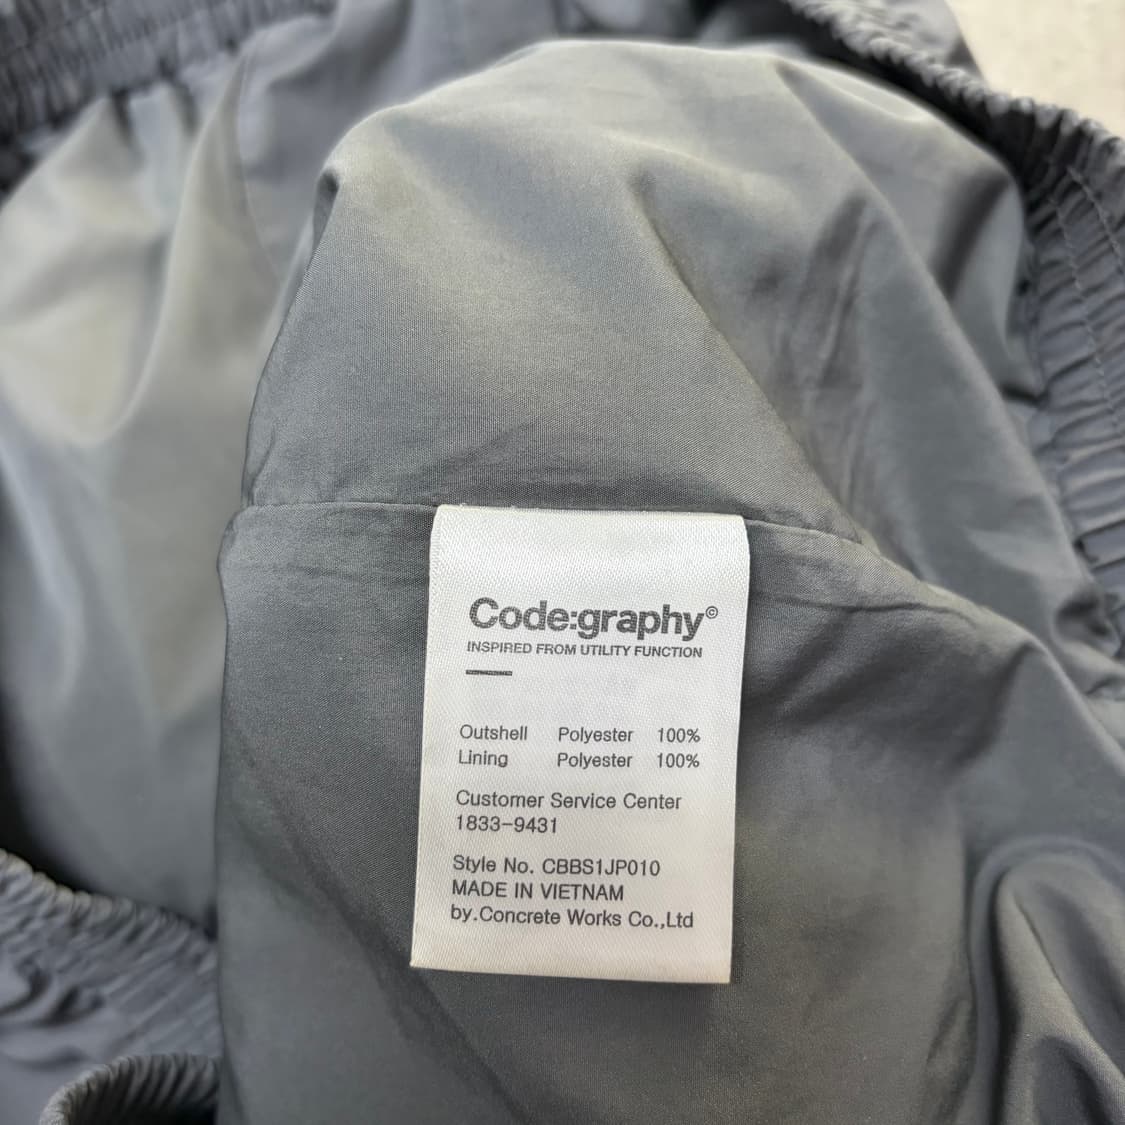 Code:graphy©
INSPIRED FROM UTILITY FUNCTION
Outshell Polyester 100%
Lining Polyester 100%
Customer Service Center
1833-9431
Style No. CBBS1JP010
MADE IN VIETNAM
by.Concrete Works Co.,Ltd